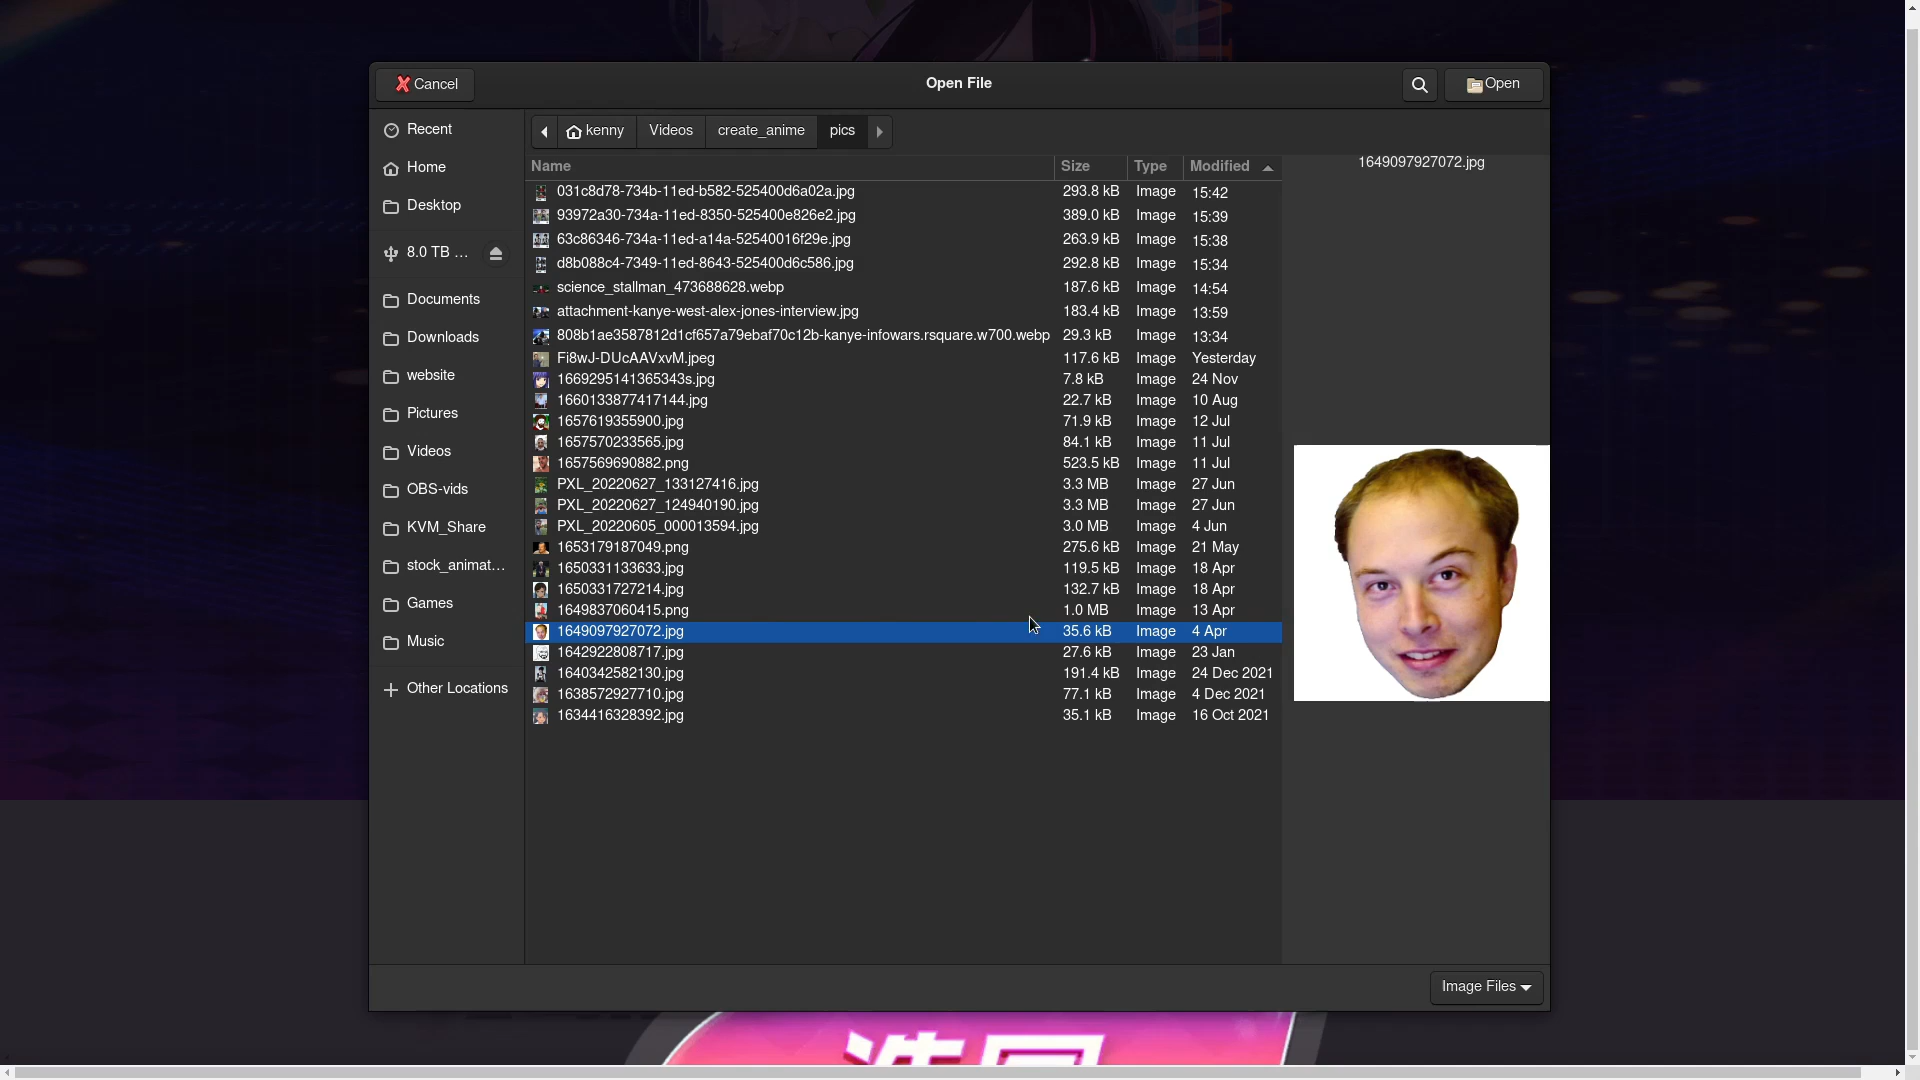 Cancel
Open File
Open
Recent
Home
Desktop
8.0 TB …
Documents
Downloads
website
Pictures
Videos
OBS-vids
KVM_Share
stock_animat…
Games
Music
Other Locations
kenny Videos create_anime pics
Name Size Type Modified
031c8d78-734b-11ed-b582-525400d6a02a.jpg 293.8 kB Image 15:42
93972a30-734a-11ed-8350-525400e826e2.jpg 389.0 kB Image 15:39
63c86346-734a-11ed-a14a-52540016f29e.jpg 263.9 kB Image 15:38
d8b088c4-7349-11ed-8643-525400d6c586.jpg 292.8 kB Image 15:34
science_stallman_473688628.webp 187.6 kB Image 14:54
attachment-kanye-west-alex-jones-interview.jpg 183.4 kB Image 13:59
808b1ae3587812d1cf657a79ebaf70c12b-kanye-infowars.rsquare.w700.webp 29.3 kB Image 13:34
Fi8wJ-DUcAAVxvM.jpeg 117.6 kB Image Yesterday
1669295141365343s.jpg 7.8 kB Image 24 Nov
1660133877417144.jpg 22.7 kB Image 10 Aug
1657619355900.jpg 71.9 kB Image 12 Jul
1657570233565.jpg 84.1 kB Image 11 Jul
1657569690882.png 523.5 kB Image 11 Jul
PXL_20220627_133127416.jpg 3.3 MB Image 27 Jun
PXL_20220627_124940190.jpg 3.3 MB Image 27 Jun
PXL_20220605_000013594.jpg 3.0 MB Image 4 Jun
1653179187049.png 275.6 kB Image 21 May
1650331133633.jpg 119.5 kB Image 18 Apr
1650331727214.jpg 132.7 kB Image 18 Apr
1649837060415.png 1.0 MB Image 13 Apr
1649097927072.jpg 35.6 kB Image 4 Apr
1642922808717.jpg 27.6 kB Image 23 Jan
1640342582130.jpg 191.4 kB Image 24 Dec 2021
1638572927710.jpg 77.1 kB Image 4 Dec 2021
1634416328392.jpg 35.1 kB Image 16 Oct 2021
1649097927072.jpg
Image Files